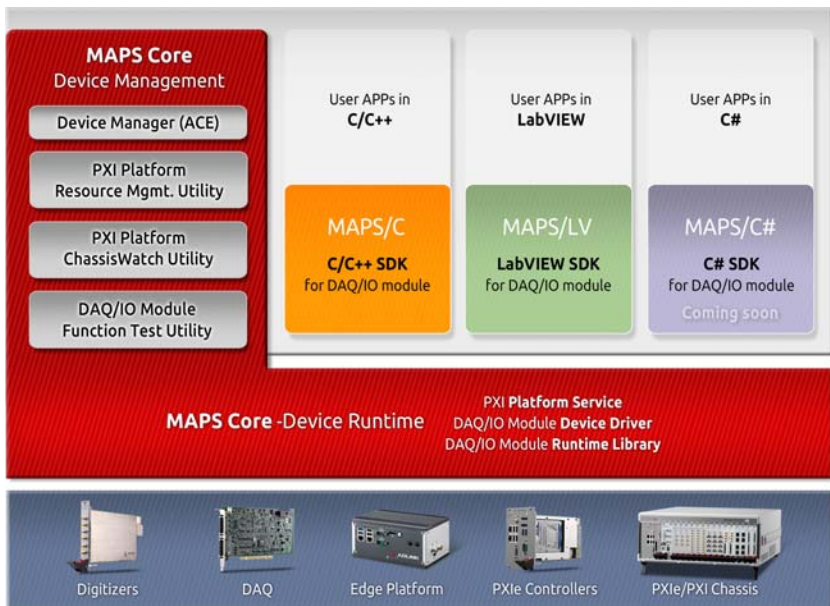 MAPS Core
Device Management
Device Manager (ACE)
PXI Platform
Resource Mgmt. Utility
PXI Platform
ChassisWatch Utility
DAQ/IO Module
Function Test Utility
User APPs in
C/C++
MAPS/C
C/C++ SDK
for DAQ/IO module
User APPs in
LabVIEW
MAPS/LV
LabVIEW SDK
for DAQ/IO module
User APPs in
C#
MAPS/C#
C# SDK
for DAQ/IO module
Coming soon
MAPS Core -Device Runtime
PXI Platform Service
DAQ/IO Module Device Driver
DAQ/IO Module Runtime Library
ADLINK
Digitizers
DAQ
Edge Platform
PXIe Controllers
PXIe/PXI Chassis